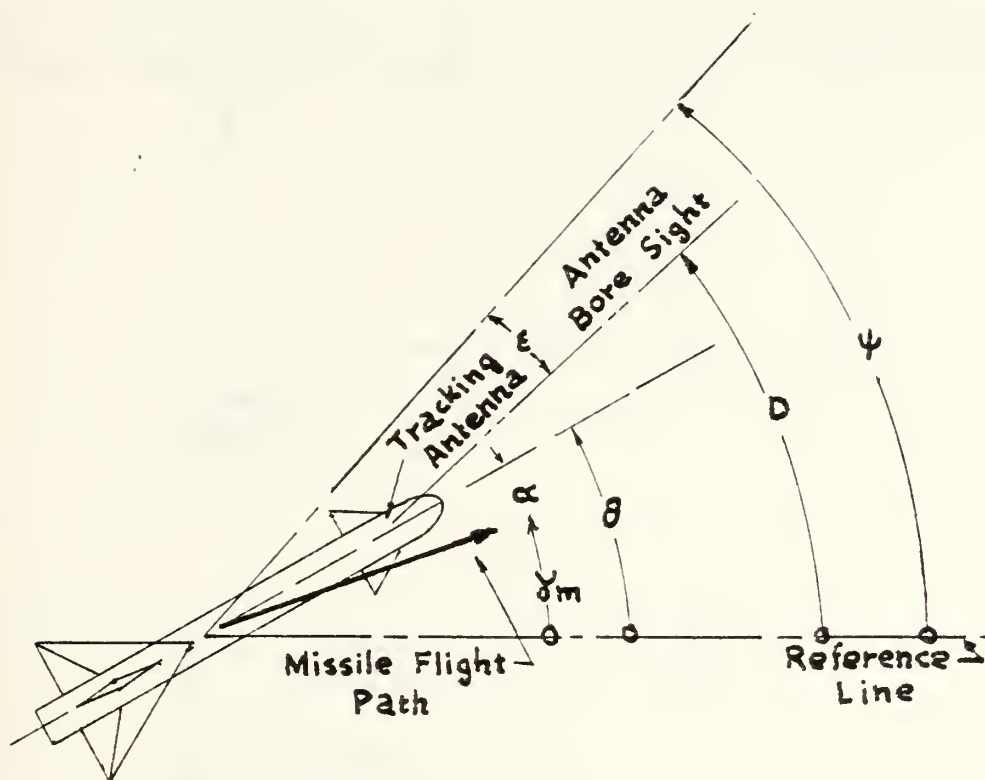 Antenna
Bore Sight
ψ
ε
Tracking
Antenna
D
α
θ
γm
Missile Flight
Path
Reference
Line